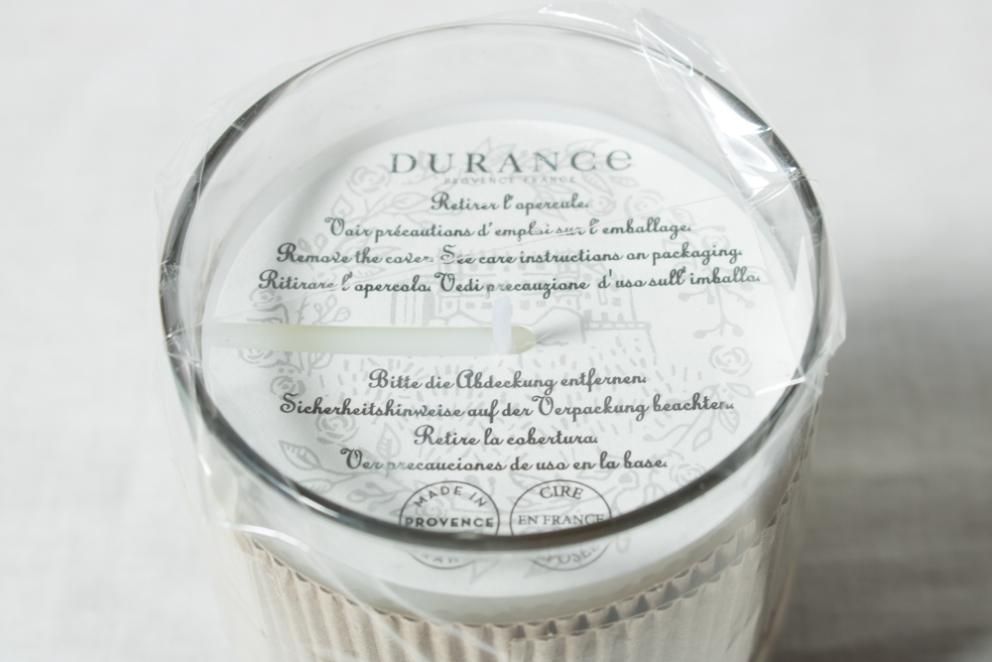 DURANCE
PROVENCE FRANCE
Retirer l'opercule.
Voir précautions d'emploi sur l'emballage.
Remove the cover. See care instructions on packaging.
Ritirare l'opercolo. Vedi precauzione d'uso sull'imballo.
Bitte die Abdeckung entfernen.
Sicherheitshinweise auf der Verpackung beachten.
Retire la cobertura.
Ver precauciones de uso en la base.
MADE IN
PROVENCE
CIRE
EN FRANCE